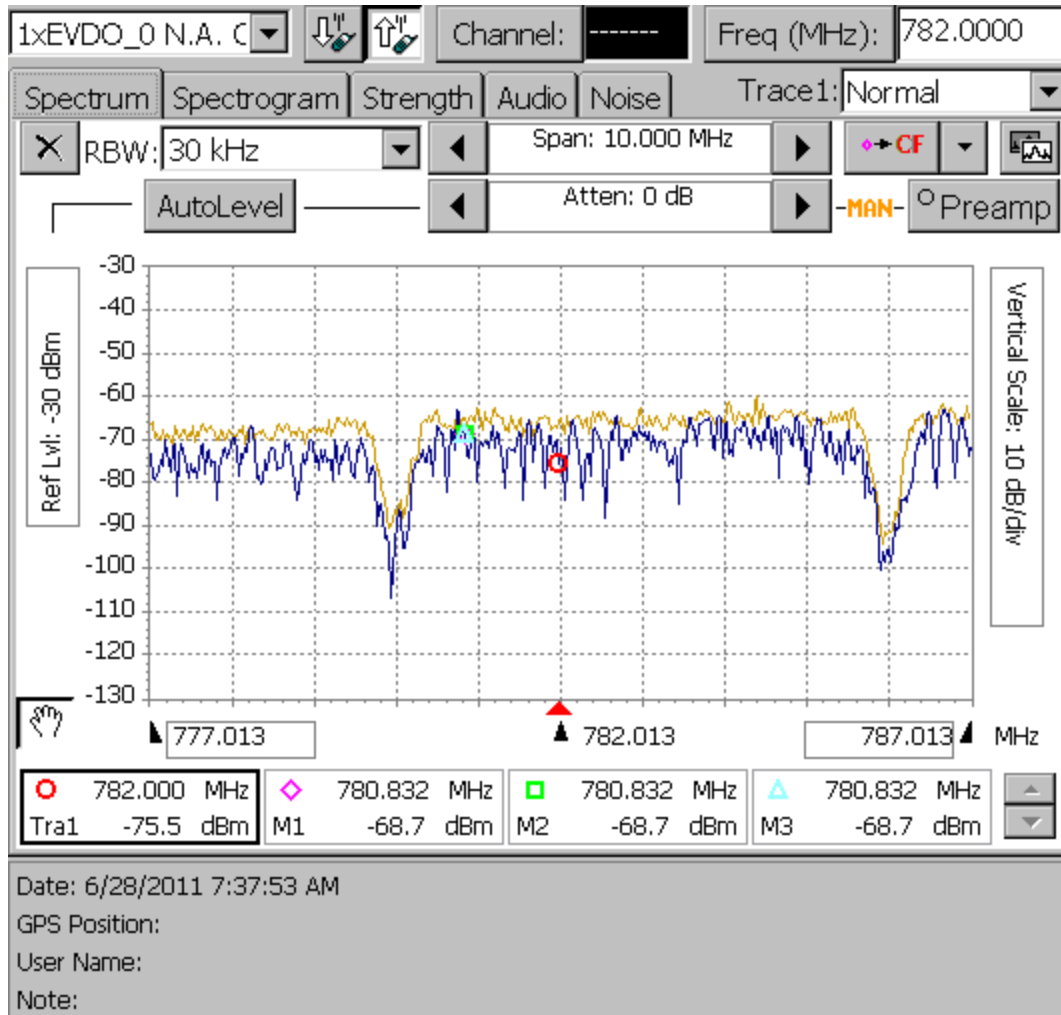 1xEVDO_0 N.A. C Channel: ------- Freq (MHz): 782.0000
Spectrum Spectrogram Strength Audio Noise Trace1: Normal
RBW: 30 kHz Span: 10.000 MHz CF
AutoLevel Atten: 0 dB -MAN- Preamp
Ref Lvl: -30 dBm
-30
-40
-50
-60
-70
-80
-90
-100
-110
-120
-130
Vertical Scale: 10 dB/div
777.013 782.013 787.013 MHz
782.000 MHz 780.832 MHz 780.832 MHz 780.832 MHz
Tra1 -75.5 dBm M1 -68.7 dBm M2 -68.7 dBm M3 -68.7 dBm
Date: 6/28/2011 7:37:53 AM
GPS Position:
User Name:
Note: